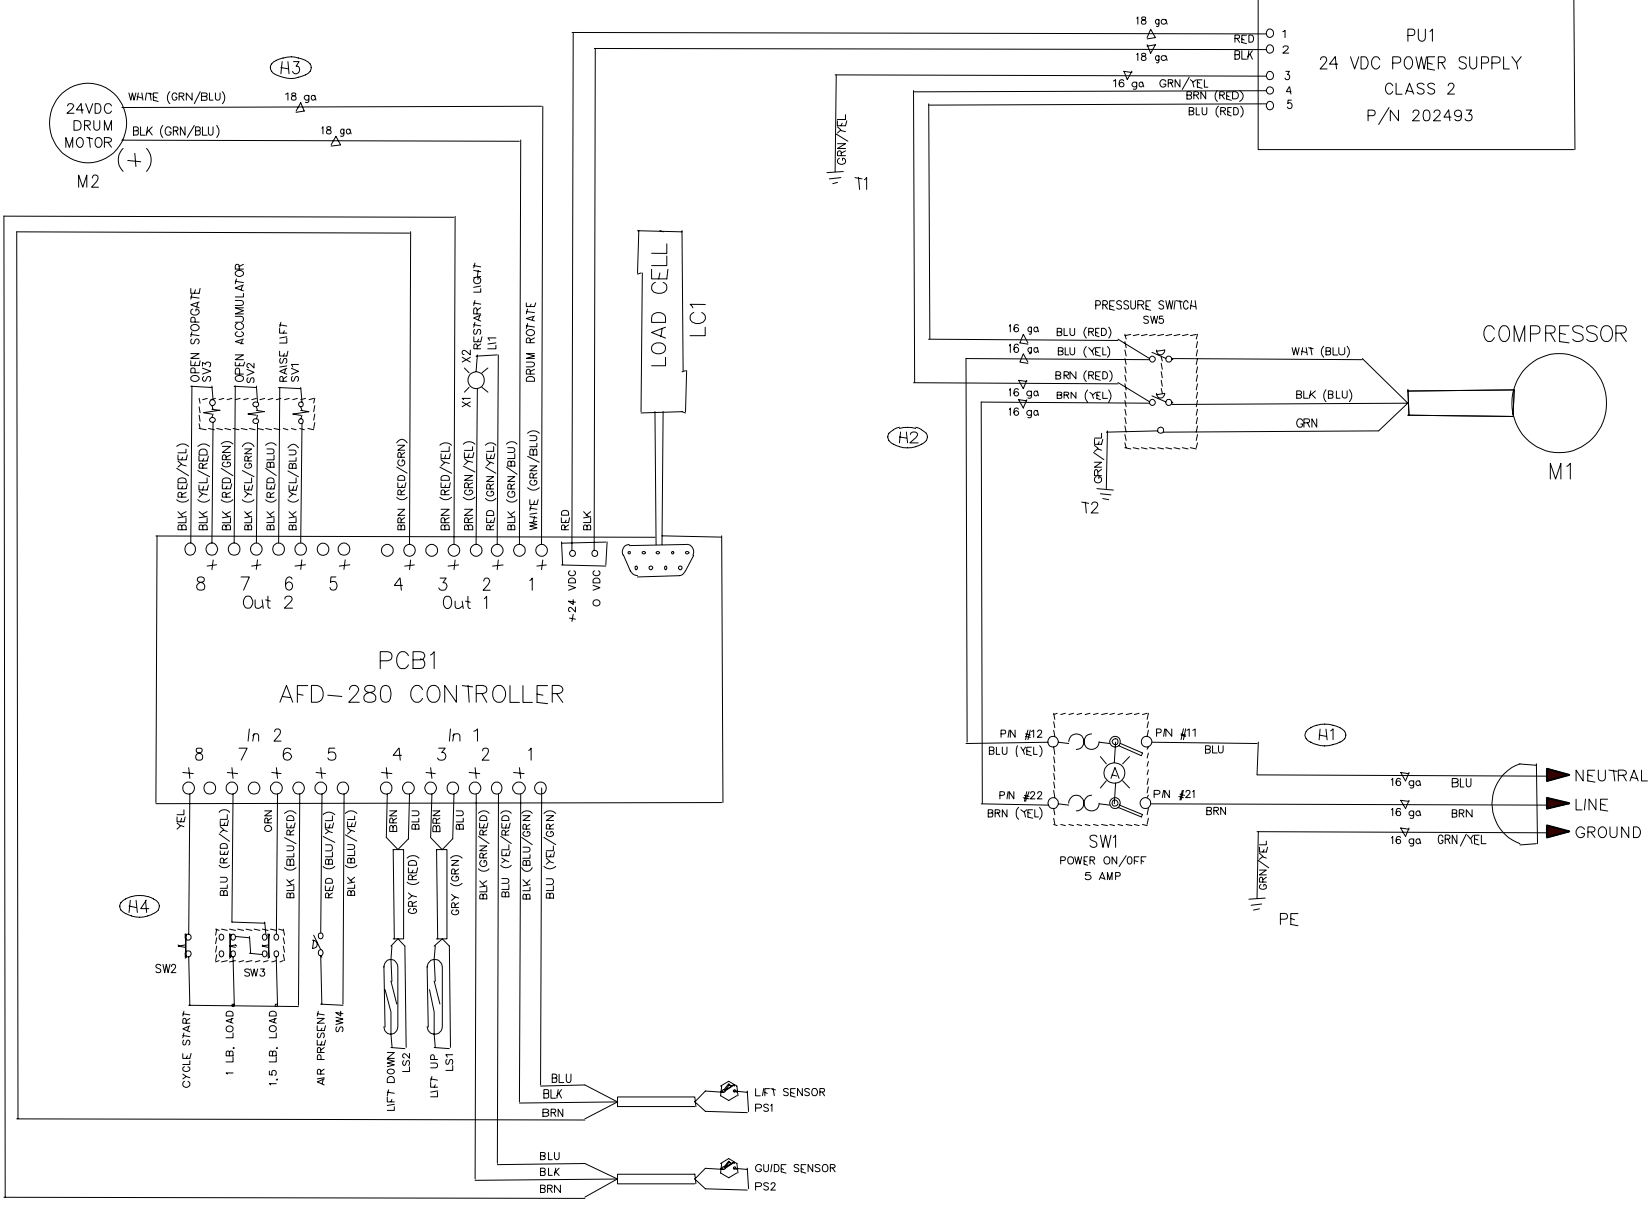 18 ga
RED
1
BLK
2
18 ga
3
16 ga GRN/YEL
4
BRN (RED)
5
BLU (RED)
PU1
24 VDC POWER SUPPLY
CLASS 2
P/N 202493
GRN/YEL
T1
H3
24VDC
DRUM
MOTOR
(+)
M2
WHITE (GRN/BLU)
18 ga
BLK (GRN/BLU)
18 ga
OPEN STOPGATE
SV3
OPEN ACCUMULATOR
SV2
RAISE LIFT
SV1
X1
X2
RESTART LIGHT
LI1
DRUM ROTATE
LOAD CELL
LC1
BLK (RED/YEL)
BLK (YEL/RED)
BLK (RED/GRN)
BLK (YEL/GRN)
BLK (RED/BLU)
BLK (YEL/BLU)
BRN (RED/GRN)
BRN (RED/YEL)
BRN (GRN/YEL)
RED (GRN/YEL)
BLK (GRN/BLU)
WHITE (GRN/BLU)
RED
BLK
+ + + + + + + +
8 7 6 5 4 3 2 1
Out 2
Out 1
+24 VDC
0 VDC
PCB1
AFD-280 CONTROLLER
In 2
In 1
8 7 6 5 4 3 2 1
+ + + + + + + +
YEL
BLU (RED/YEL)
ORN
BLK (BLU/RED)
RED (BLU/YEL)
BLK (BLU/YEL)
BRN
BLU
GRY (RED)
BRN
BLU
GRY (GRN)
BLK (GRN/RED)
BLU (YEL/RED)
BLK (BLU/GRN)
BLU (YEL/GRN)
H4
SW2
SW3
CYCLE START
1 LB. LOAD
1.5 LB. LOAD
AIR PRESENT
SW4
LIFT DOWN
LS2
LIFT UP
LS1
BLU
BLK
BRN
LIFT SENSOR
PS1
BLU
BLK
BRN
GUIDE SENSOR
PS2
PRESSURE SWITCH
SW5
16 ga BLU (RED)
16 ga BLU (YEL)
BRN (RED)
16 ga
BRN (YEL)
16 ga
GRN/YEL
T2
H2
WHT (BLU)
BLK (BLU)
GRN
COMPRESSOR
M1
PIN #12
BLU (YEL)
PIN #11
BLU
A
PIN #22
BRN (YEL)
PIN #21
BRN
SW1
POWER ON/OFF
5 AMP
H1
16 ga BLU
NEUTRAL
16 ga BRN
LINE
16 ga GRN/YEL
GROUND
GRN/YEL
PE